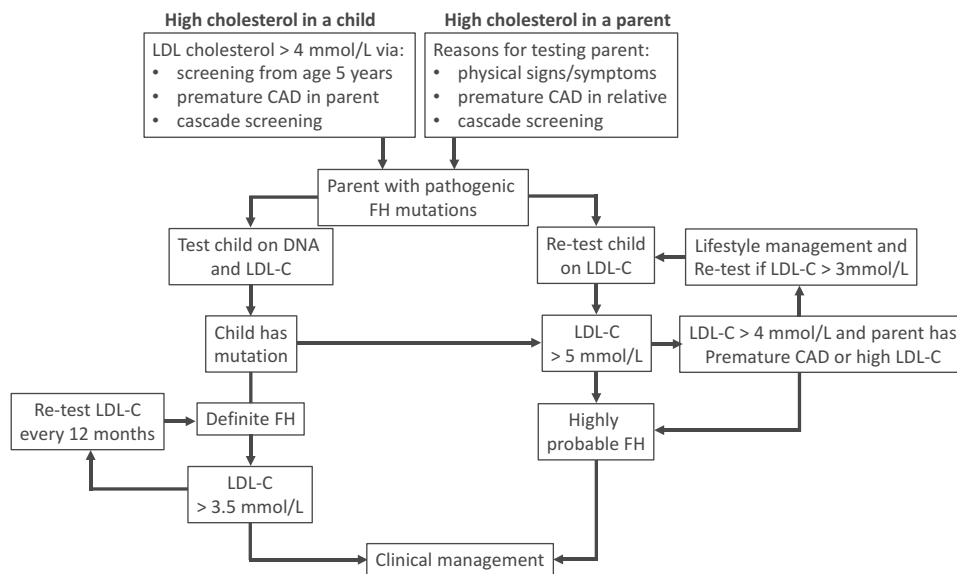 High cholesterol in a child
LDL cholesterol > 4 mmol/L via:
• screening from age 5 years
• premature CAD in parent
• cascade screening
High cholesterol in a parent
Reasons for testing parent:
• physical signs/symptoms
• premature CAD in relative
• cascade screening
Parent with pathogenic
FH mutations
Test child on DNA
and LDL-C
Re-test child
on LDL-C
Lifestyle management and
Re-test if LDL-C > 3mmol/L
Child has
mutation
LDL-C
> 5 mmol/L
LDL-C > 4 mmol/L and parent has
Premature CAD or high LDL-C
Re-test LDL-C
every 12 months
Definite FH
Highly
probable FH
LDL-C
> 3.5 mmol/L
Clinical management